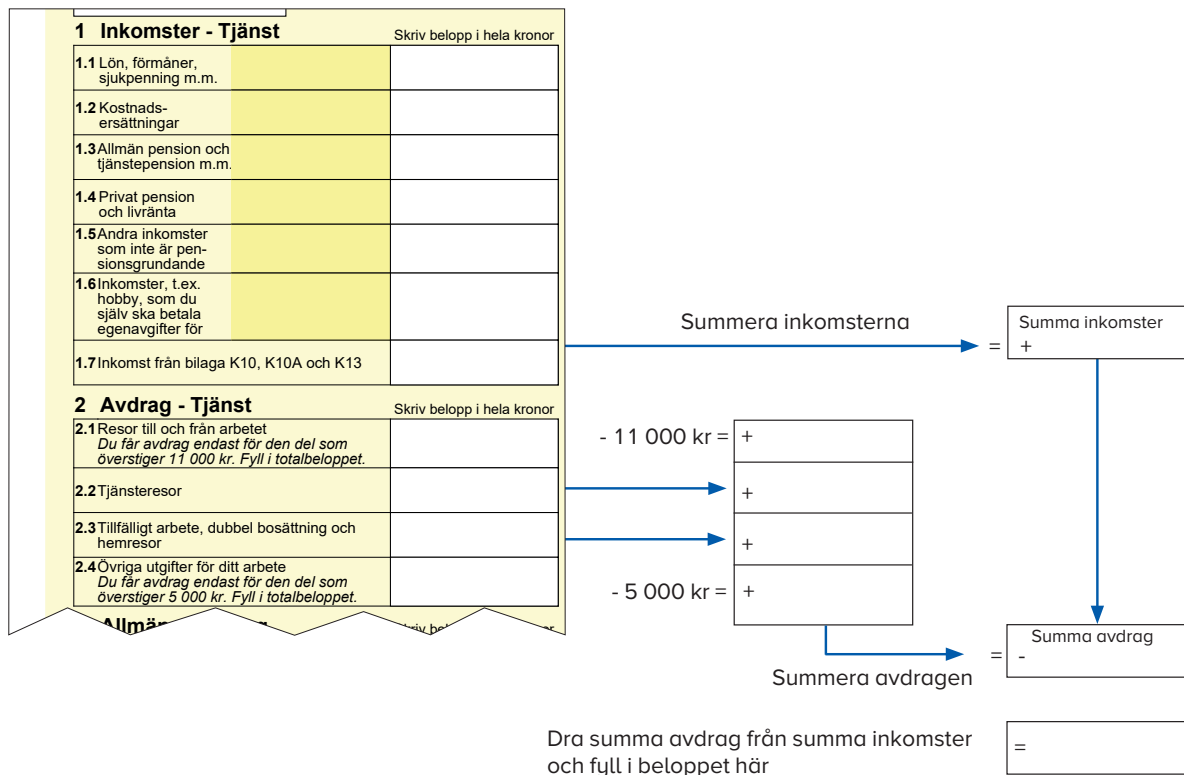 1 Inkomster - Tjänst
Skriv belopp i hela kronor
1.1 Lön, förmåner,
sjukpenning m.m.
1.2 Kostnads-
ersättningar
1.3 Allmän pension och
tjänstepension m.m.
1.4 Privat pension
och livränta
1.5 Andra inkomster
som inte är pen-
sionsgrundande
1.6 Inkomster, t.ex.
hobby, som du
själv ska betala
egenavgifter för
1.7 Inkomst från bilaga K10, K10A och K13
Summera inkomsterna
=
Summa inkomster
+
2 Avdrag - Tjänst
Skriv belopp i hela kronor
2.1 Resor till och från arbetet
Du får avdrag endast för den del som
överstiger 11 000 kr. Fyll i totalbeloppet.
- 11 000 kr = +
2.2 Tjänsteresor
+
2.3 Tillfälligt arbete, dubbel bosättning och
hemresor
+
2.4 Övriga utgifter för ditt arbete
Du får avdrag endast för den del som
överstiger 5 000 kr. Fyll i totalbeloppet.
- 5 000 kr = +
Summera avdragen
=
Summa avdrag
-
Dra summa avdrag från summa inkomster
och fyll i beloppet här
=